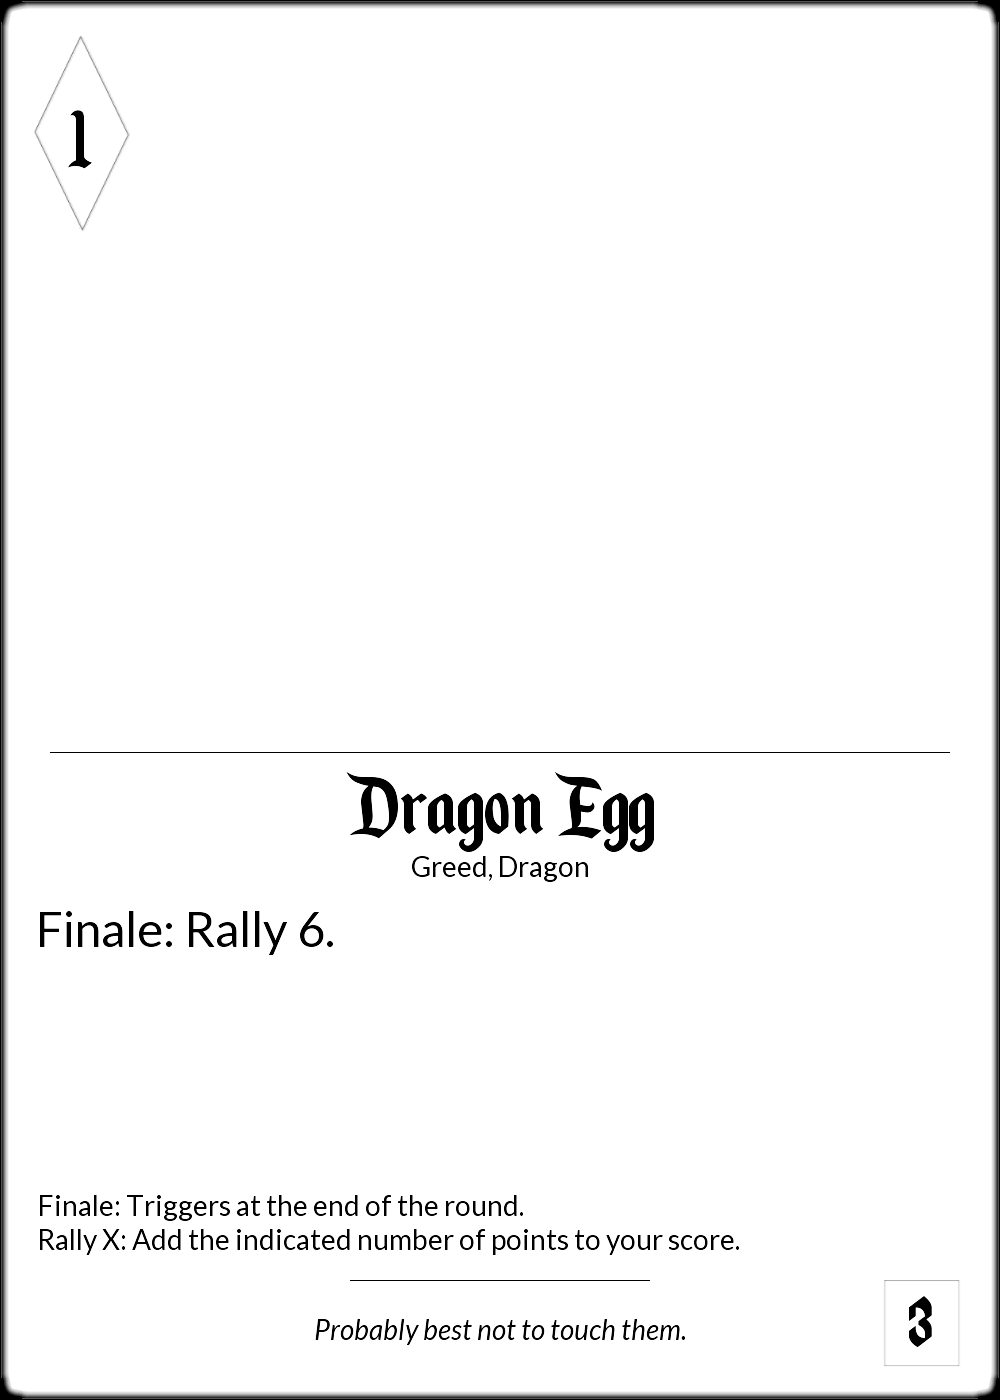 1
Dragon Egg
Greed, Dragon
Finale: Rally 6.
Finale: Triggers at the end of the round.
Rally X: Add the indicated number of points to your score.
Probably best not to touch them.
3